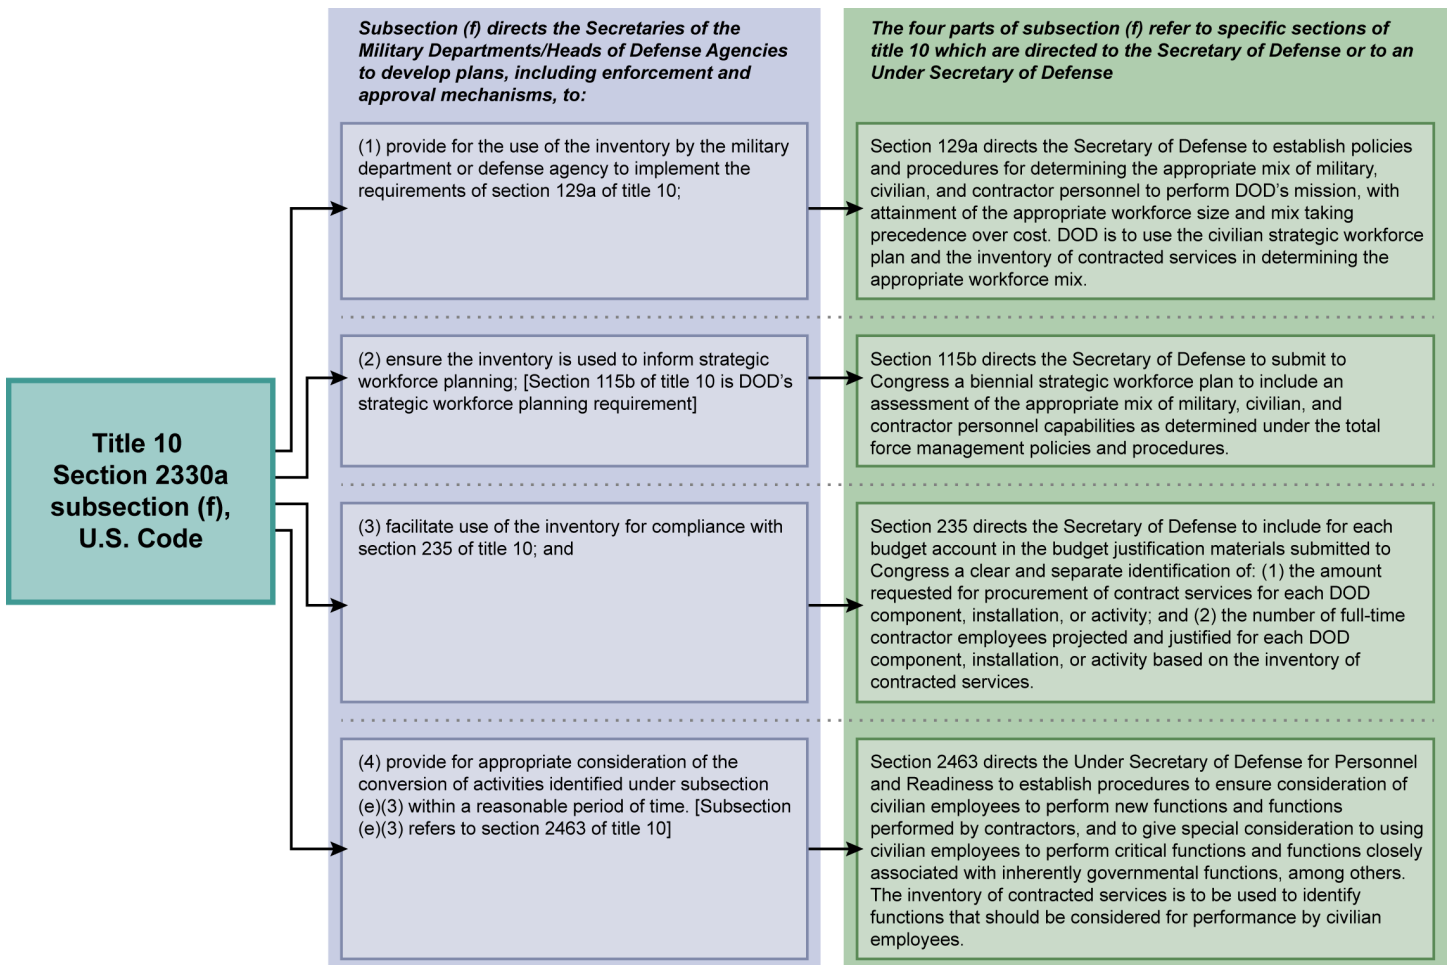 Subsection (f) directs the Secretaries of the
Military Departments/Heads of Defense Agencies
to develop plans, including enforcement and
approval mechanisms, to:
The four parts of subsection (f) refer to specific sections of
title 10 which are directed to the Secretary of Defense or to an
Under Secretary of Defense
Title 10
Section 2330a
subsection (f),
U.S. Code
(1) provide for the use of the inventory by the military
department or defense agency to implement the
requirements of section 129a of title 10;
Section 129a directs the Secretary of Defense to establish policies
and procedures for determining the appropriate mix of military,
civilian, and contractor personnel to perform DOD’s mission, with
attainment of the appropriate workforce size and mix taking
precedence over cost. DOD is to use the civilian strategic workforce
plan and the inventory of contracted services in determining the
appropriate workforce mix.
(2) ensure the inventory is used to inform strategic
workforce planning; [Section 115b of title 10 is DOD’s
strategic workforce planning requirement]
Section 115b directs the Secretary of Defense to submit to
Congress a biennial strategic workforce plan to include an
assessment of the appropriate mix of military, civilian, and
contractor personnel capabilities as determined under the total
force management policies and procedures.
(3) facilitate use of the inventory for compliance with
section 235 of title 10; and
Section 235 directs the Secretary of Defense to include for each
budget account in the budget justification materials submitted to
Congress a clear and separate identification of: (1) the amount
requested for procurement of contract services for each DOD
component, installation, or activity; and (2) the number of full-time
contractor employees projected and justified for each DOD
component, installation, or activity based on the inventory of
contracted services.
(4) provide for appropriate consideration of the
conversion of activities identified under subsection
(e)(3) within a reasonable period of time. [Subsection
(e)(3) refers to section 2463 of title 10]
Section 2463 directs the Under Secretary of Defense for Personnel
and Readiness to establish procedures to ensure consideration of
civilian employees to perform new functions and functions
performed by contractors, and to give special consideration to using
civilian employees to perform critical functions and functions closely
associated with inherently governmental functions, among others.
The inventory of contracted services is to be used to identify
functions that should be considered for performance by civilian
employees.